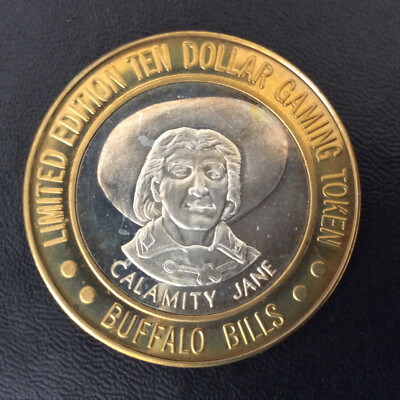 LIMITED EDITION TEN DOLLAR GAMING TOKEN
CALAMITY JANE
BUFFALO BILLS